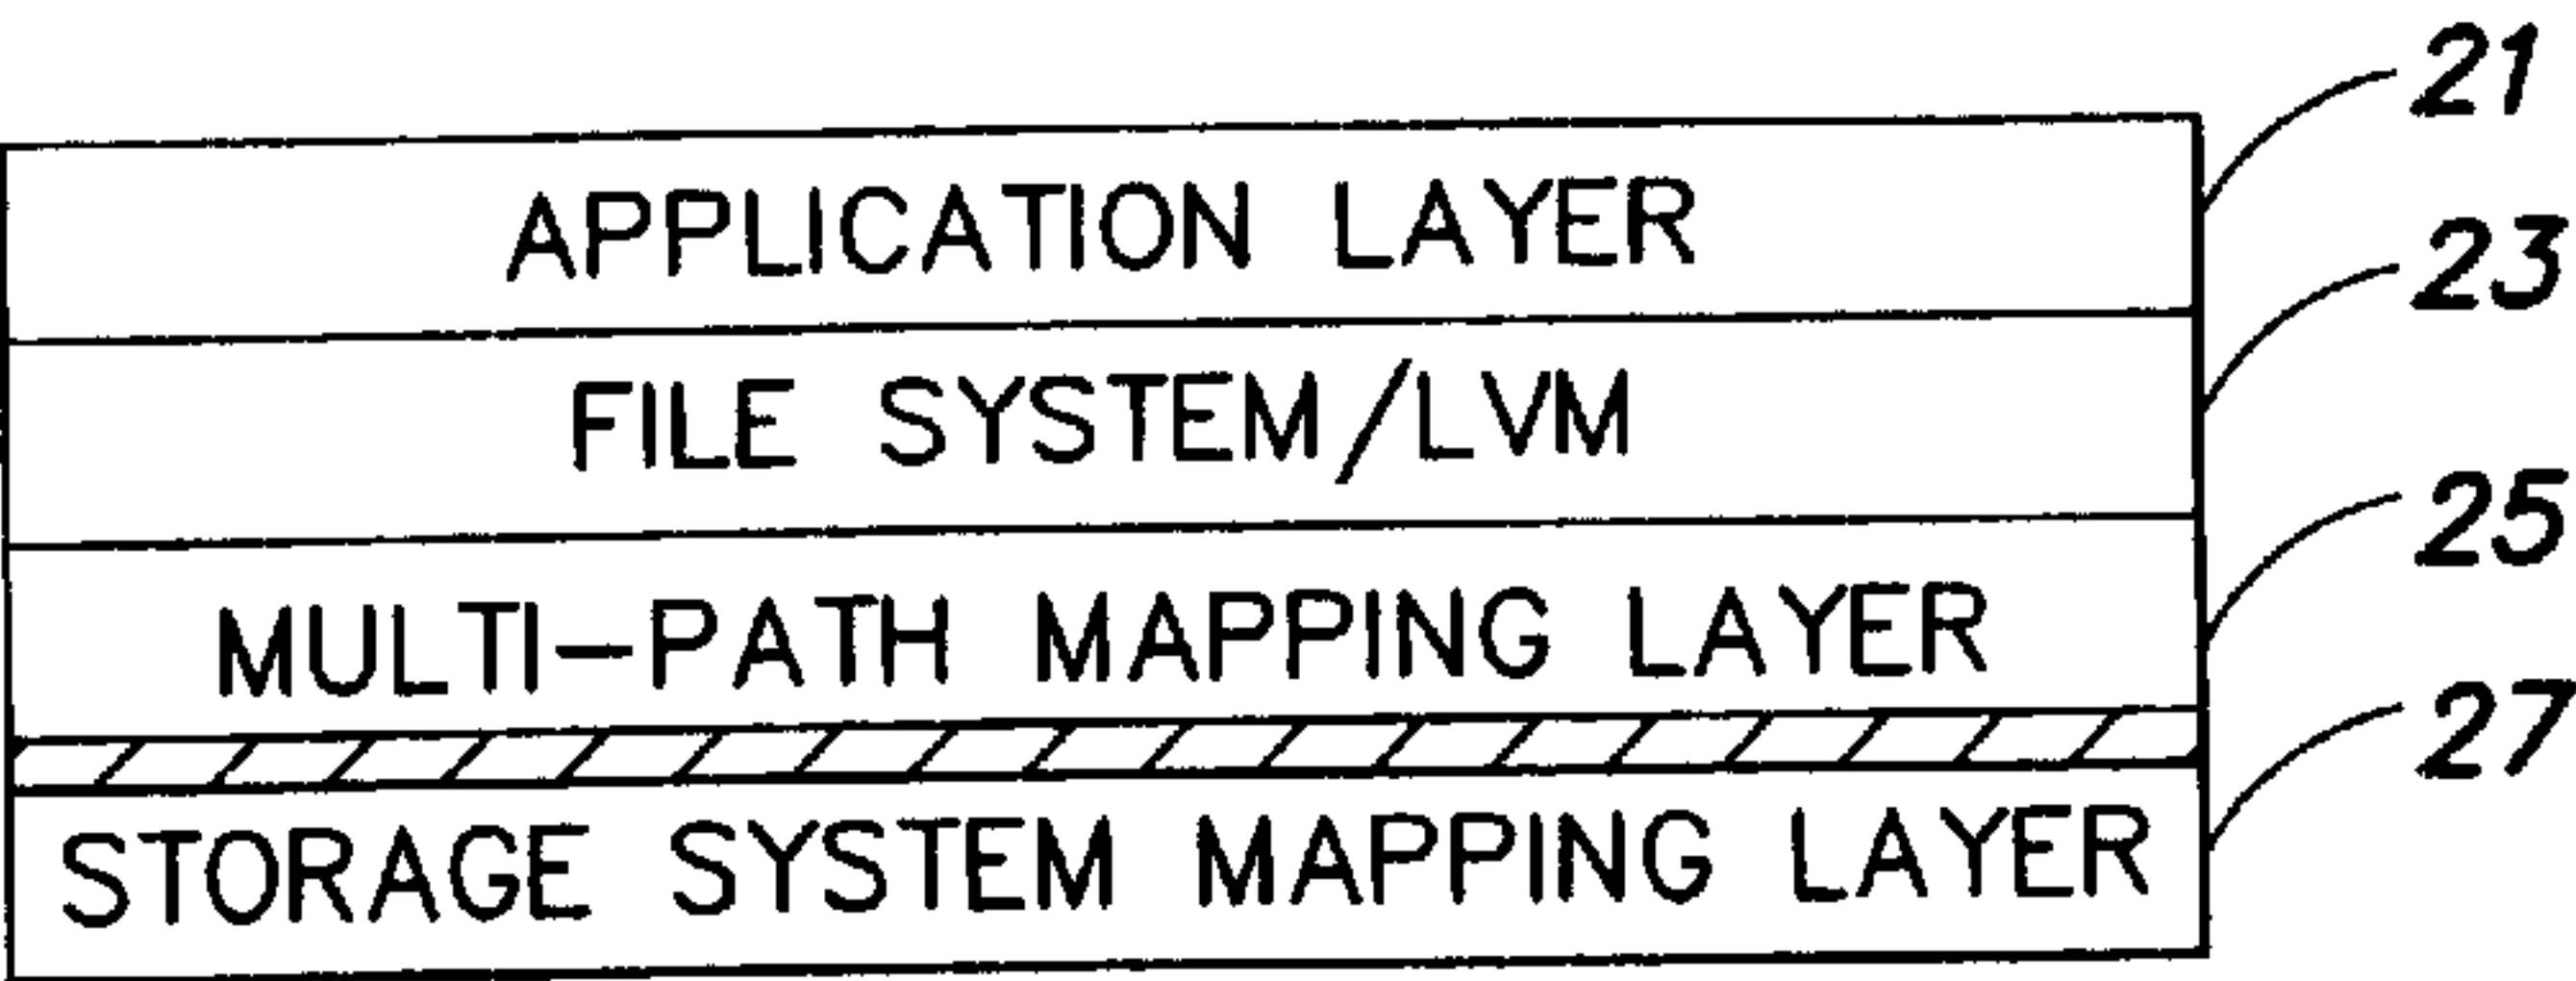 21
APPLICATION LAYER
23
FILE SYSTEM/LVM
25
MULTI-PATH MAPPING LAYER
27
STORAGE SYSTEM MAPPING LAYER